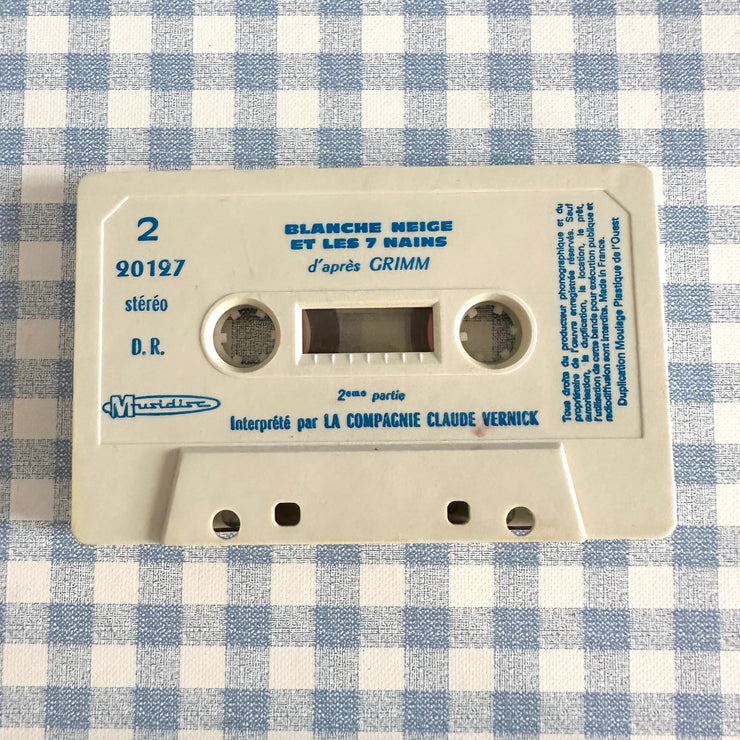 2
20127
stéréo
D.R.
Musidisc
BLANCHE NEIGE
ET LES 7 NAINS
d'après GRIMM
2eme partie
Interprété par LA COMPAGNIE CLAUDE VERNICK
Tous droits du producteur phonographique et du
propriétaire de l'œuvre enregistrée réservés. Sauf
autorisation, la duplication, la location, le prêt,
l'utilisation de cette bande pour exécution publique et
radiodiffusion sont interdits. Made in France.
Duplication Moulage Plastique de l'Ouest